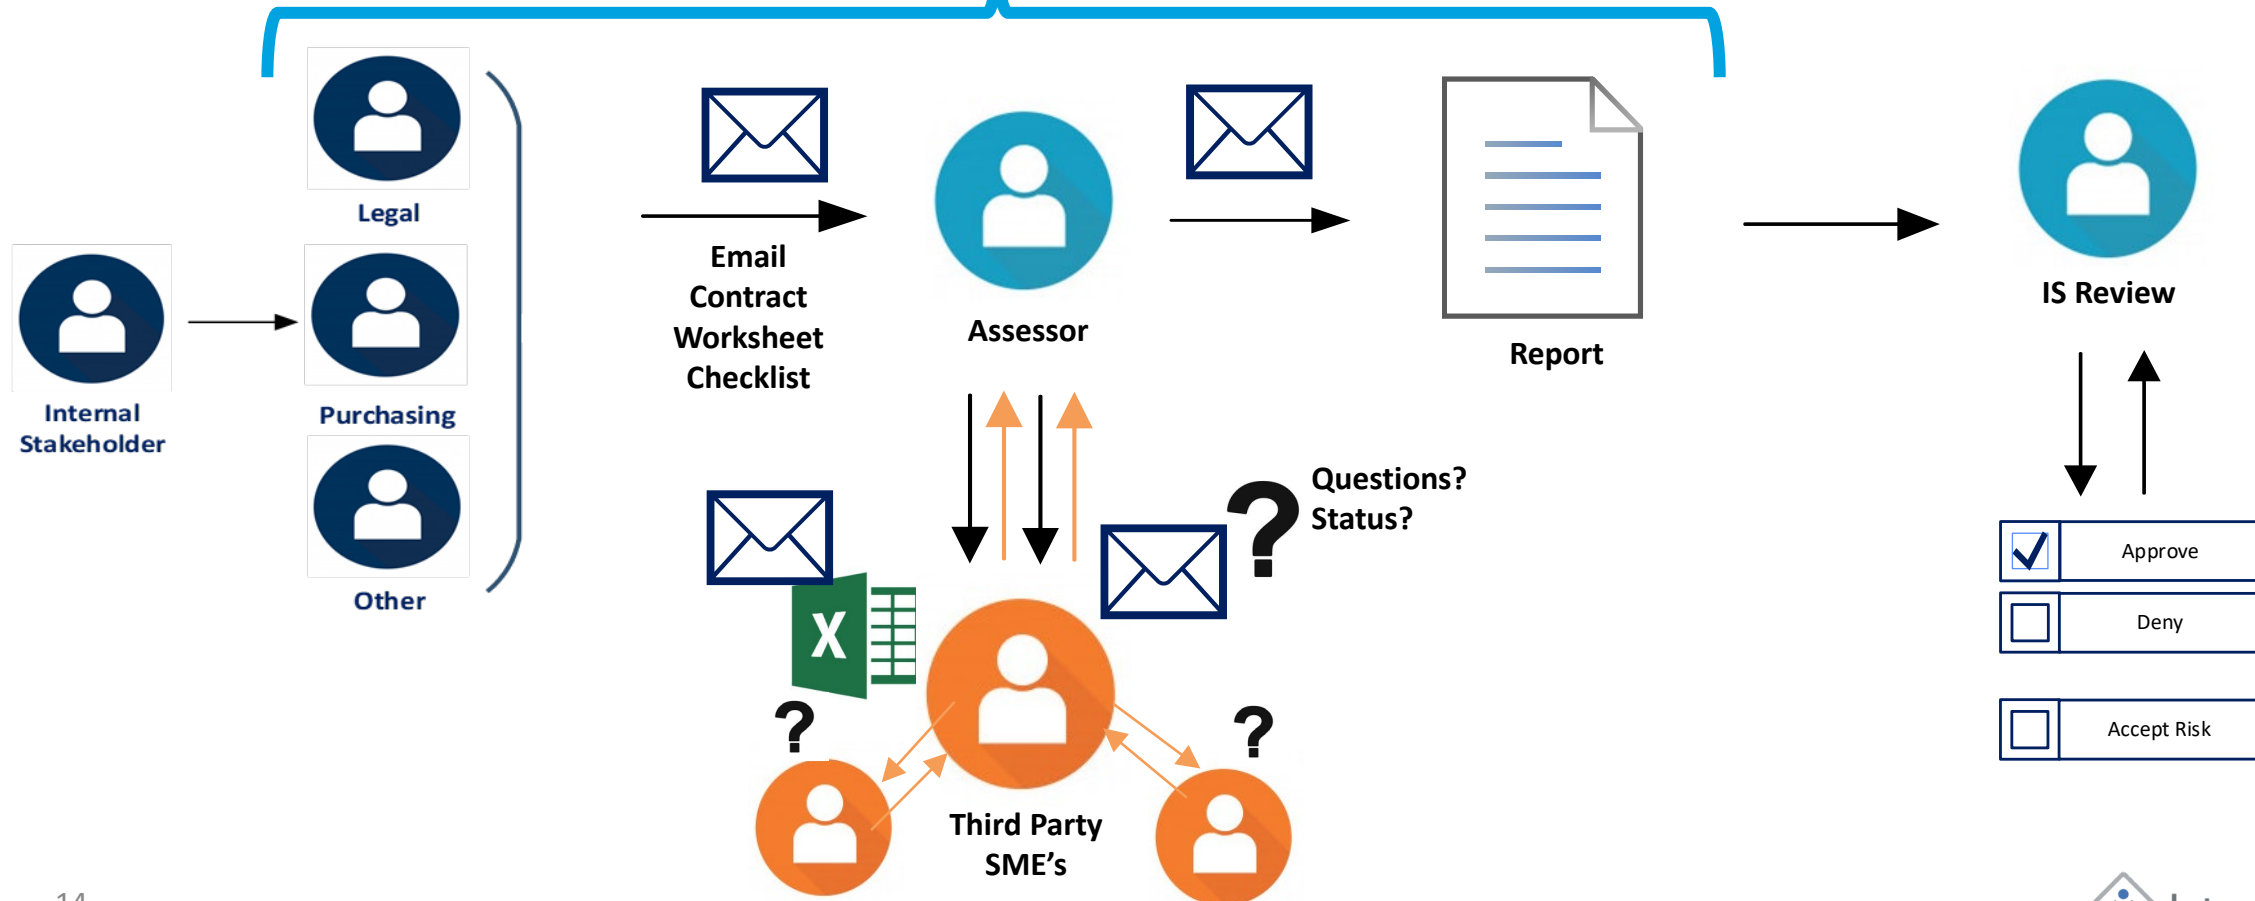 Legal
Internal
Stakeholder
Purchasing
Other
Email
Contract
Worksheet
Checklist
Assessor
Report
IS Review
Questions?
Status?
?
X
?
?
Third Party
SME's
Approve
Deny
Accept Risk